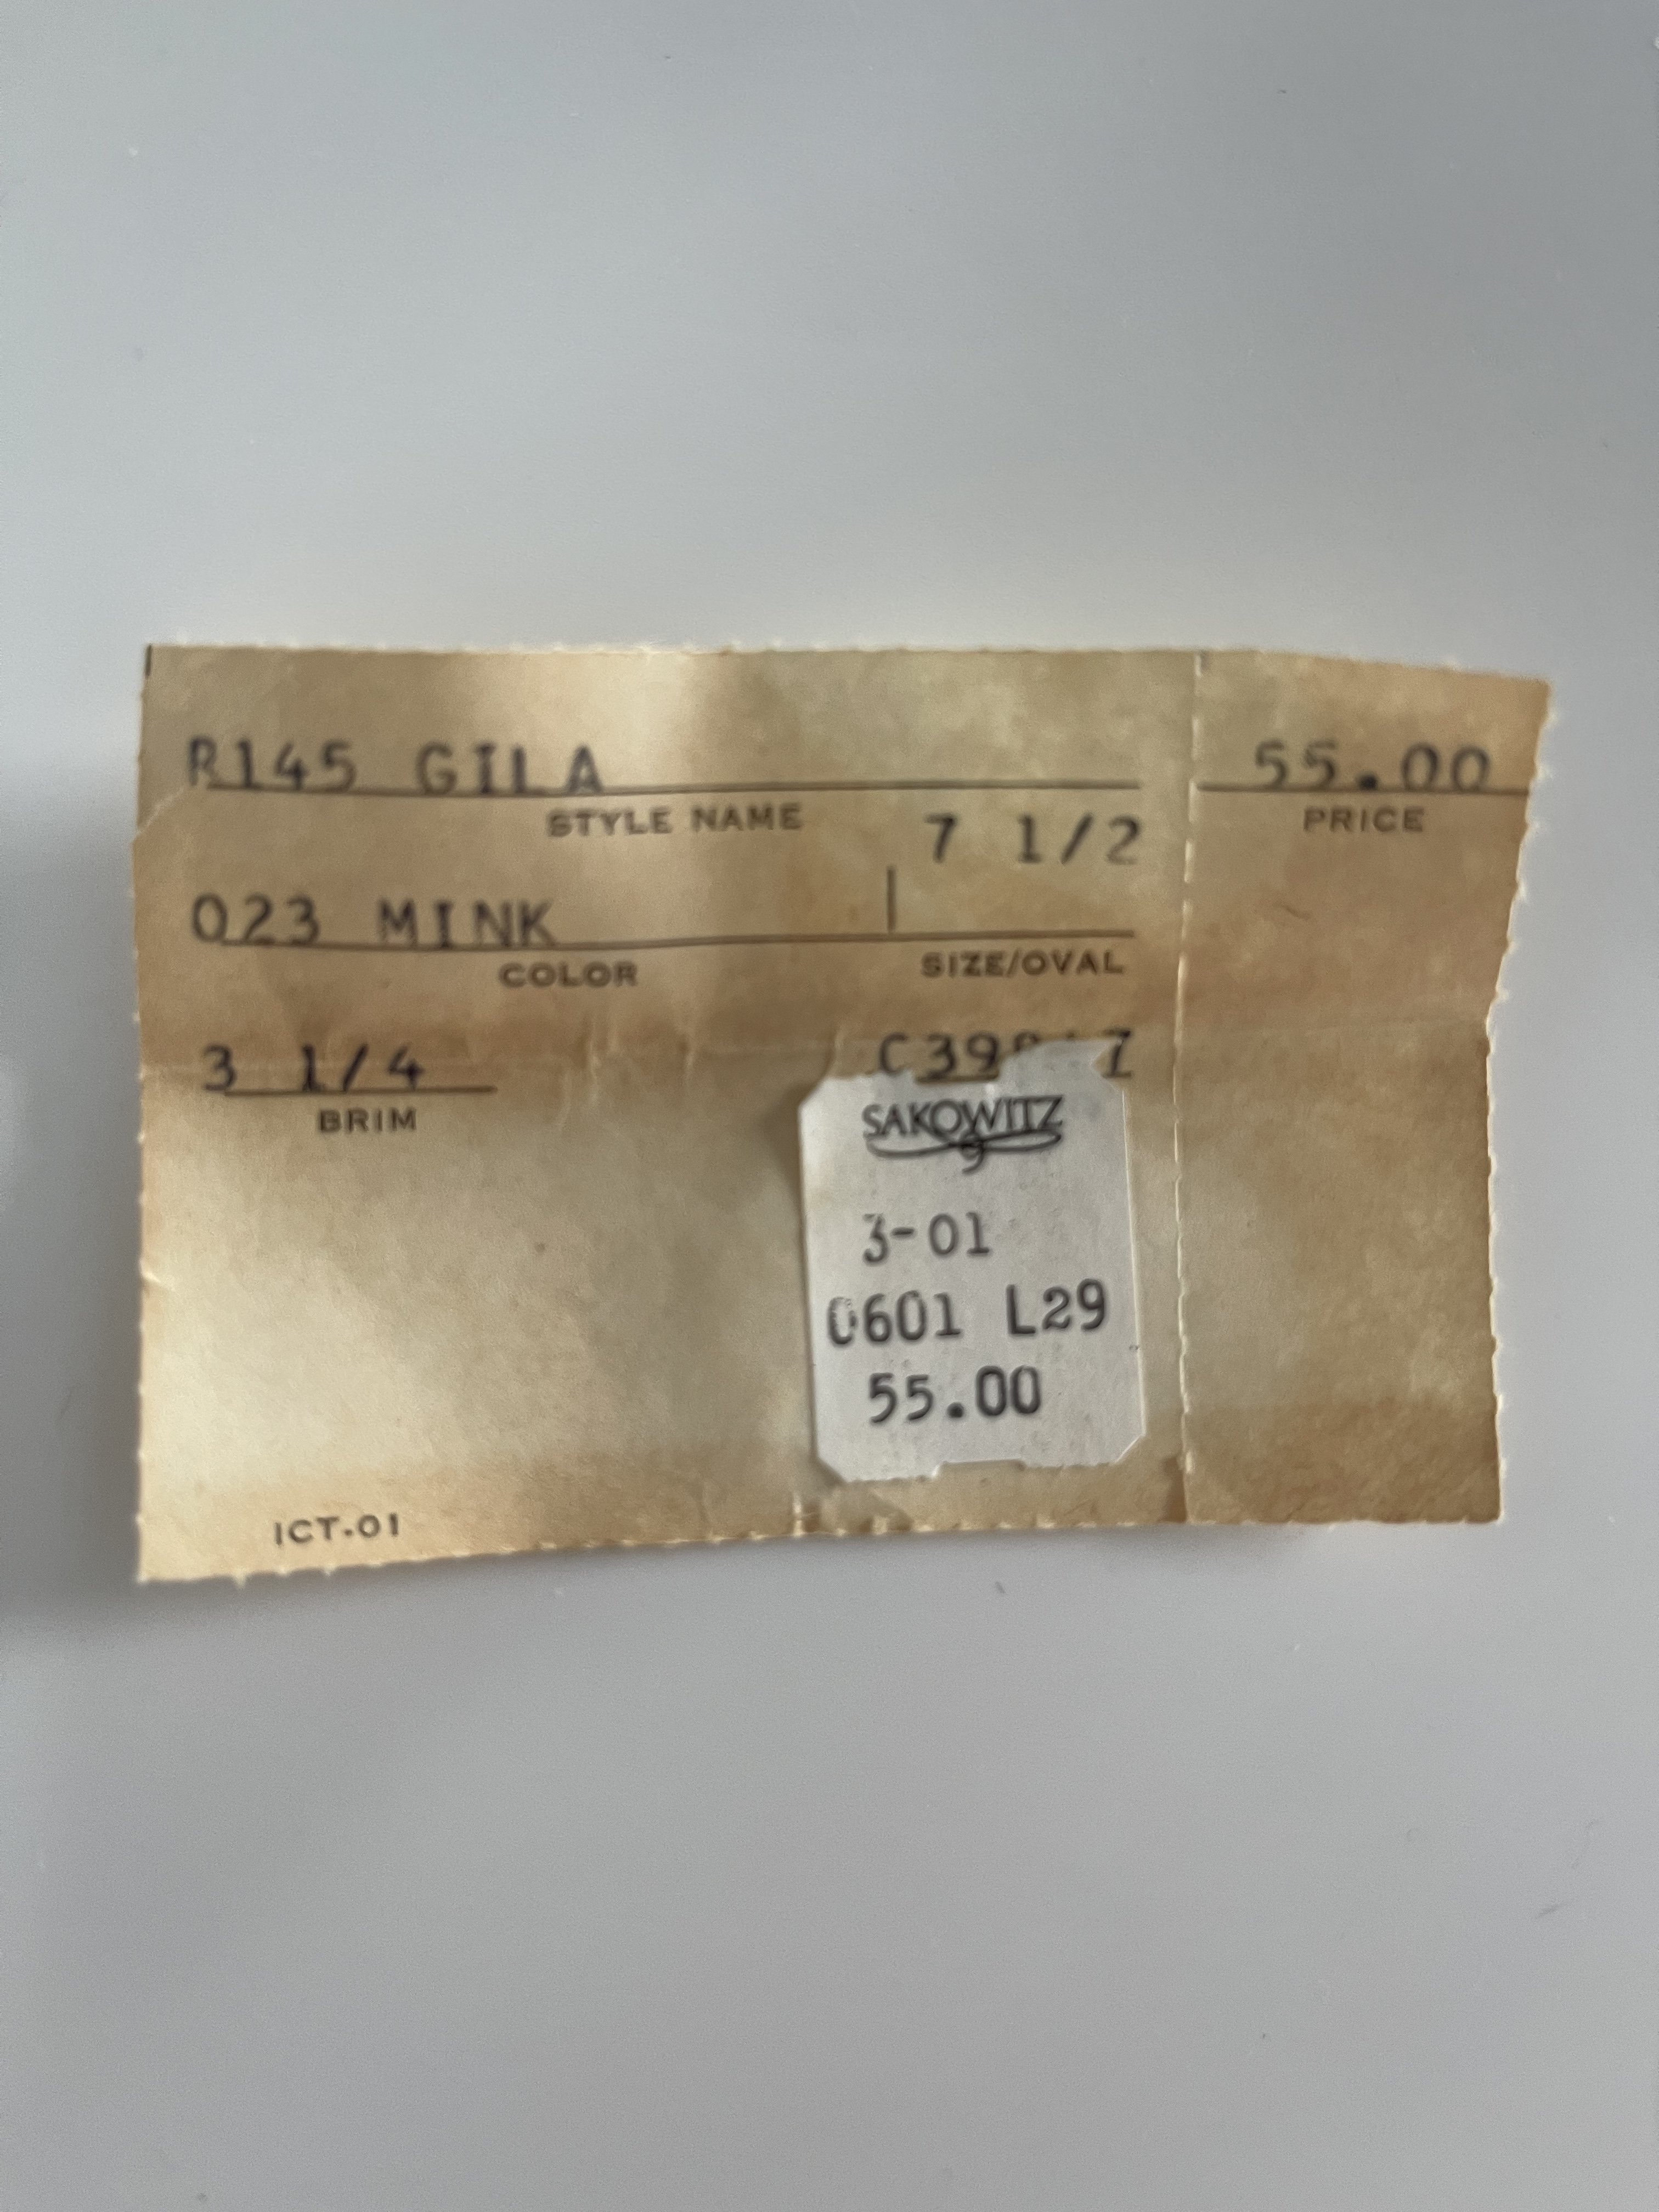 R145 GILA 55.00
STYLE NAME PRICE
7 1/2
023 MINK
COLOR SIZE/OVAL
3 1/4
BRIM
SAKOWITZ
9
3-01
0601 L29
55.00
ICT-01